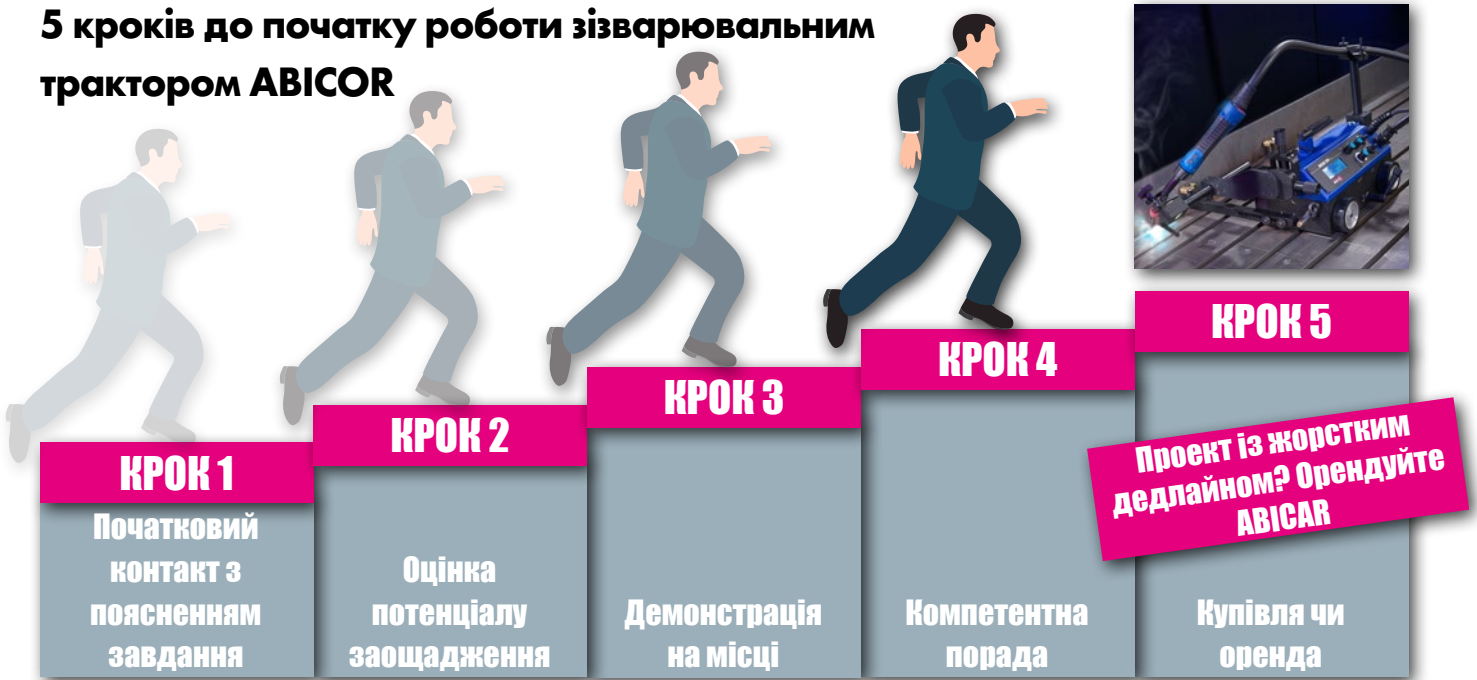 5 кроків до початку роботи зізварювальним
трактором ABICOR
КРОК 1
Початковий
контакт з
поясненням
завдання
КРОК 2
Оцінка
потенціалу
заощадження
КРОК 3
Демонстрація
на місці
КРОК 4
Компетентна
порада
КРОК 5
Проект із жорстким
дедлайном? Орендуйте
ABICAR
Купівля чи
оренда